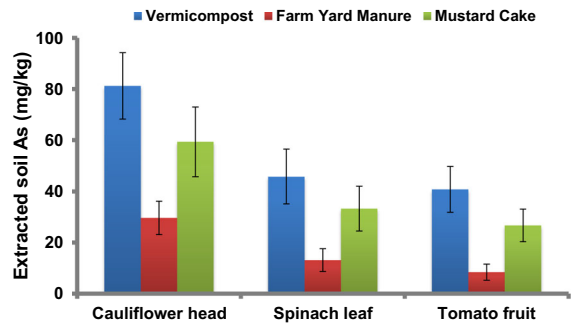 Vermicompost Farm Yard Manure Mustard Cake
Extracted soil As (mg/kg)
100
80
60
40
20
0
Cauliflower head Spinach leaf Tomato fruit